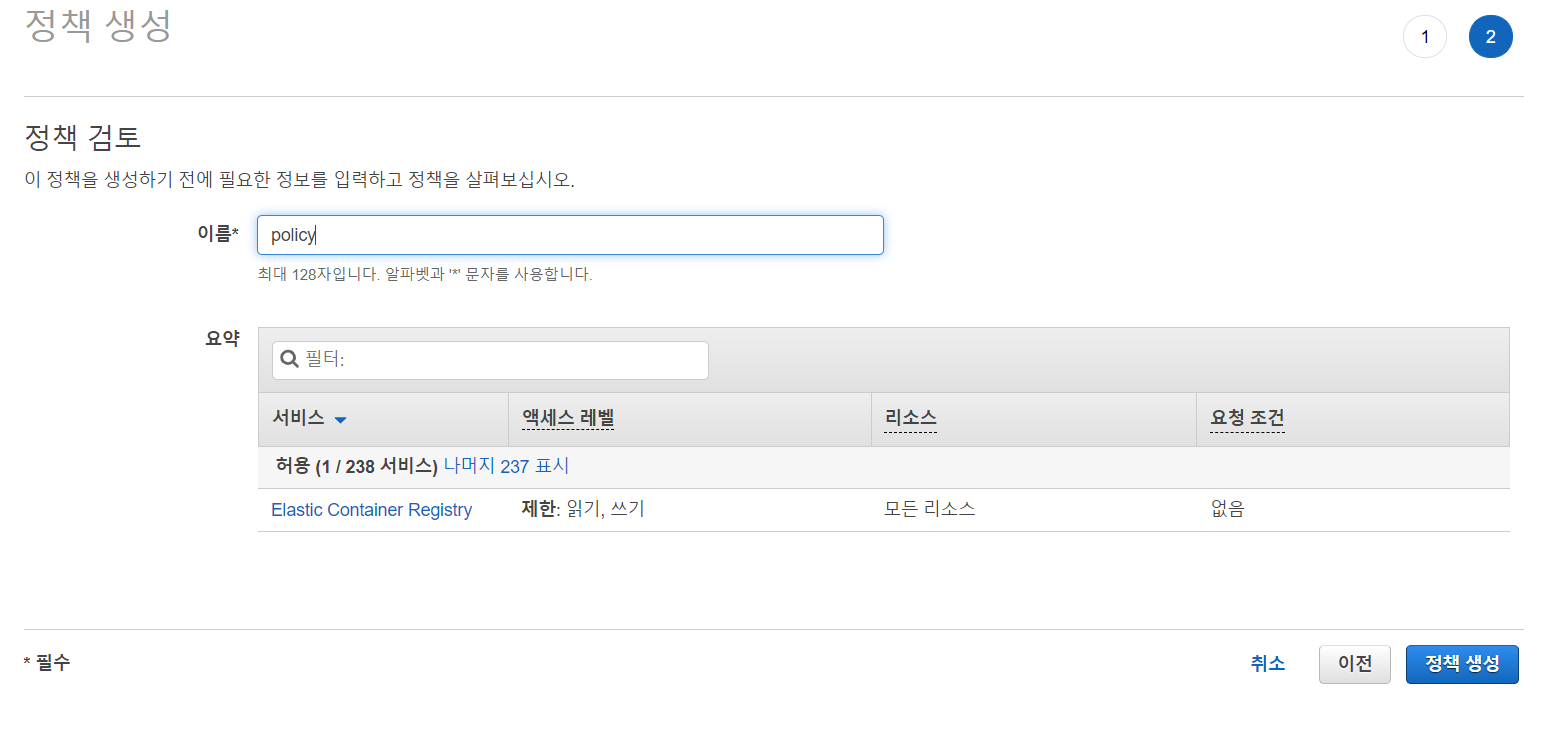 정책 생성
1
2
정책 검토
이 정책을 생성하기 전에 필요한 정보를 입력하고 정책을 살펴보십시오.
이름* policy
최대 128자입니다. 알파벳과 '*' 문자를 사용합니다.
요약
필터:
서비스 액세스 레벨 리소스 요청 조건
허용 (1 / 238 서비스) 나머지 237 표시
Elastic Container Registry 제한: 읽기, 쓰기 모든 리소스 없음
* 필수 취소 이전 정책 생성